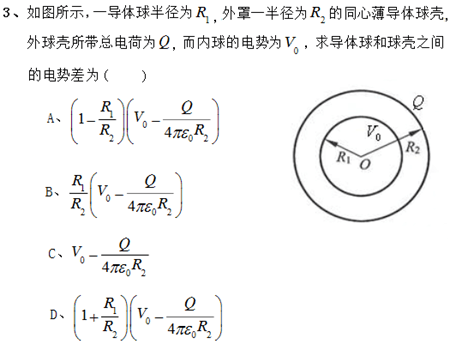 3、如图所示,一导体球半径为R₁,外罩一半径为R₂的同心薄导体球壳,
外球壳所带总电荷为Q,而内球的电势为V₀,求导体球和球壳之间
的电势差为( )
A、(1-R₁/R₂)(V₀-Q/4πε₀R₂)
B、R₁/R₂(V₀-Q/4πε₀R₂)
C、V₀-Q/4πε₀R₂
D、(1+R₁/R₂)(V₀-Q/4πε₀R₂)
Q
V₀
R₁
O
R₂